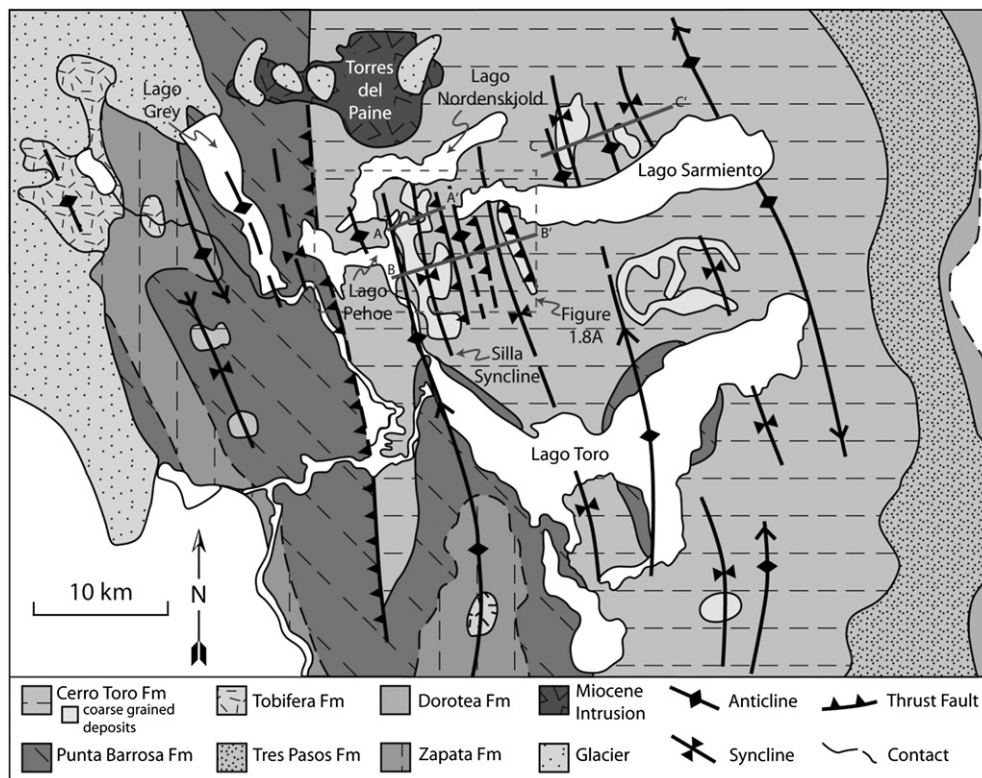 Torres
del
Paine
Lago
Grey
Lago
Nordenskjold
C'
C
Lago Sarmiento
A'
A
B'
B
Lago
Pehoe
Figure
1.8A
Silla
Syncline
Lago Toro
10 km
N
Cerro Toro Fm
coarse grained
deposits
Tobifera Fm
Dorotea Fm
Miocene
Intrusion
Anticline
Thrust Fault
Punta Barrosa Fm
Tres Pasos Fm
Zapata Fm
Glacier
Syncline
Contact